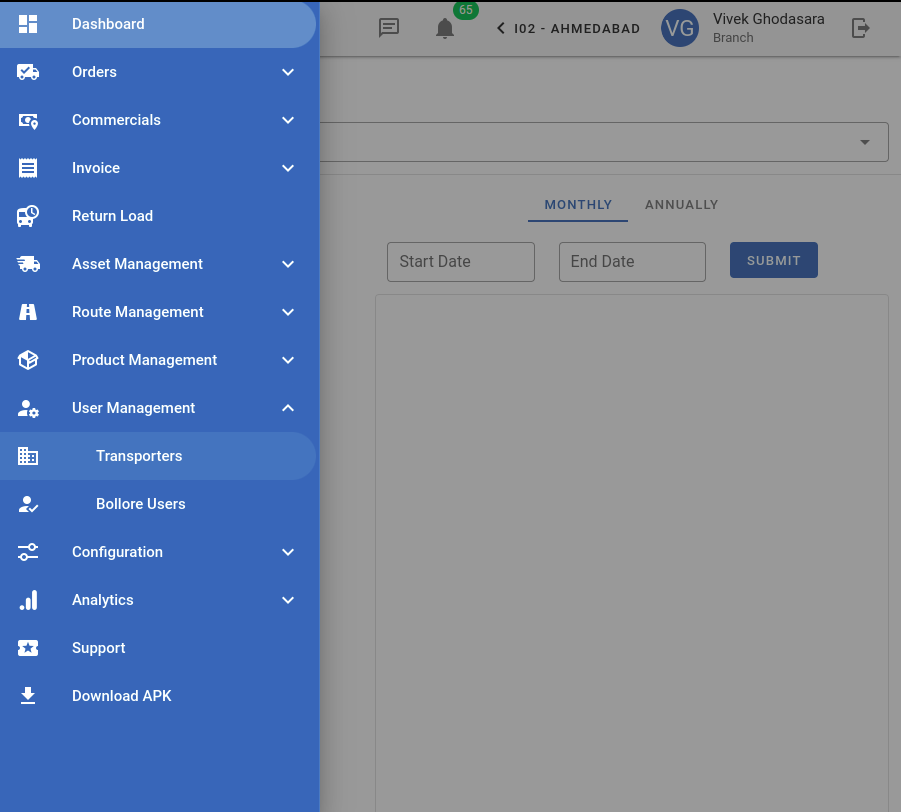 Dashboard
Orders
Commercials
Invoice
Return Load
Asset Management
Route Management
Product Management
User Management
Transporters
Bollore Users
Configuration
Analytics
Support
Download APK
65
I02 - AHMEDABAD
VG
Vivek Ghodasara
Branch
MONTHLY ANNUALLY
Start Date End Date SUBMIT